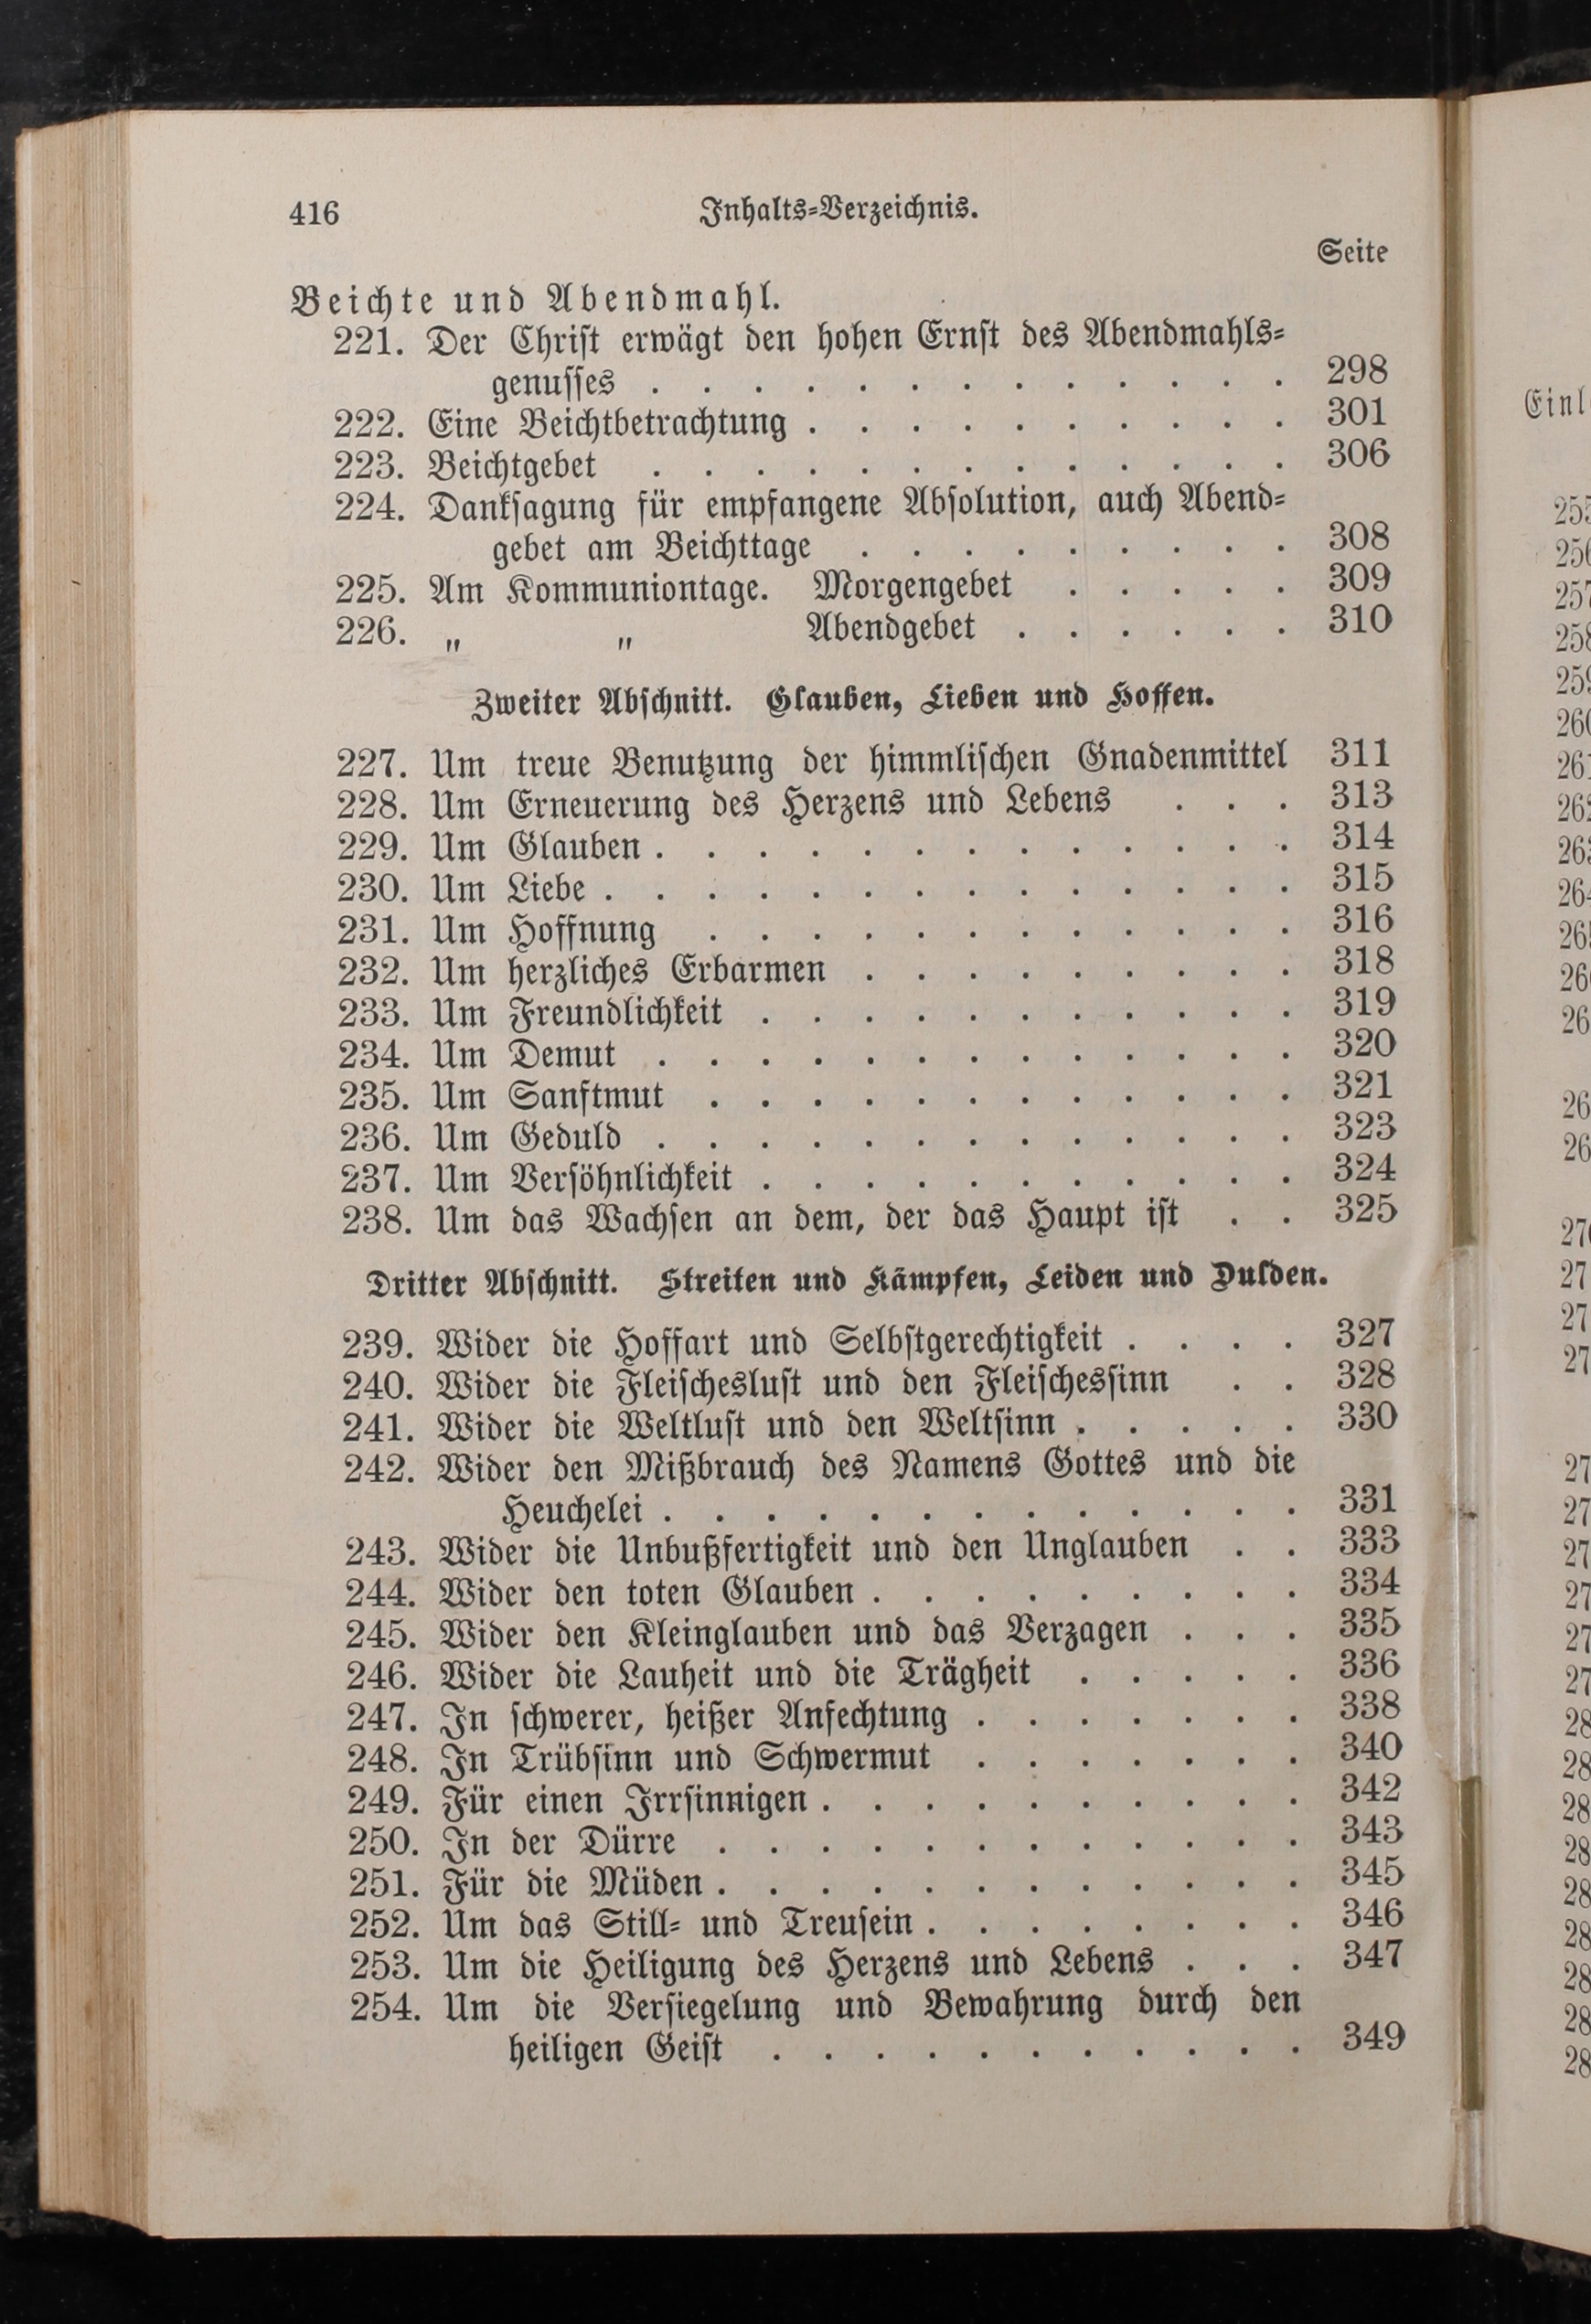 416 Inhalts-Verzeichnis.
Seite
Beichte und Abendmahl.
221. Der Christ erwägt den hohen Ernst des Abendmahls-
genusses . . . . . . . . . . . . . 298
222. Eine Beichtbetrachtung . . . . . . . . . . 301
223. Beichtgebet . . . . . . . . . . . . . 306
224. Danksagung für empfangene Absolution, auch Abend-
gebet am Beichttage . . . . . . . . . 308
225. Am Kommuniontage. Morgengebet . . . . . 309
226. „ „ Abendgebet . . . . . . 310
Zweiter Abschnitt. Glauben, Lieben und Hoffen.
227. Um treue Benutzung der himmlischen Gnadenmittel 311
228. Um Erneuerung des Herzens und Lebens . . . 313
229. Um Glauben . . . . . . . . . . . . . 314
230. Um Liebe . . . . . . . . . . . . . . 315
231. Um Hoffnung . . . . . . . . . . . . 316
232. Um herzliches Erbarmen . . . . . . . . . 318
233. Um Freundlichkeit . . . . . . . . . . . 319
234. Um Demut . . . . . . . . . . . . . 320
235. Um Sanftmut . . . . . . . . . . . . 321
236. Um Geduld . . . . . . . . . . . . . 323
237. Um Versöhnlichkeit . . . . . . . . . . . 324
238. Um das Wachsen an dem, der das Haupt ist . . 325
Dritter Abschnitt. Streiten und Kämpfen, Leiden und Dulden.
239. Wider die Hoffart und Selbstgerechtigkeit . . . . 327
240. Wider die Fleischeslust und den Fleischessinn . . 328
241. Wider die Weltlust und den Weltsinn . . . . . 330
242. Wider den Mißbrauch des Namens Gottes und die
Heuchelei . . . . . . . . . . . . . 331
243. Wider die Unbußfertigkeit und den Unglauben . . 333
244. Wider den toten Glauben . . . . . . . . . 334
245. Wider den Kleinglauben und das Verzagen . . . 335
246. Wider die Lauheit und die Trägheit . . . . . 336
247. In schwerer, heißer Anfechtung . . . . . . . 338
248. In Trübsinn und Schwermut . . . . . . . 340
249. Für einen Irrsinnigen . . . . . . . . . . 342
250. In der Dürre . . . . . . . . . . . . 343
251. Für die Müden . . . . . . . . . . . . 345
252. Um das Still- und Treusein . . . . . . . . 346
253. Um die Heiligung des Herzens und Lebens . . . 347
254. Um die Versiegelung und Bewahrung durch den
heiligen Geist . . . . . . . . . . . 349